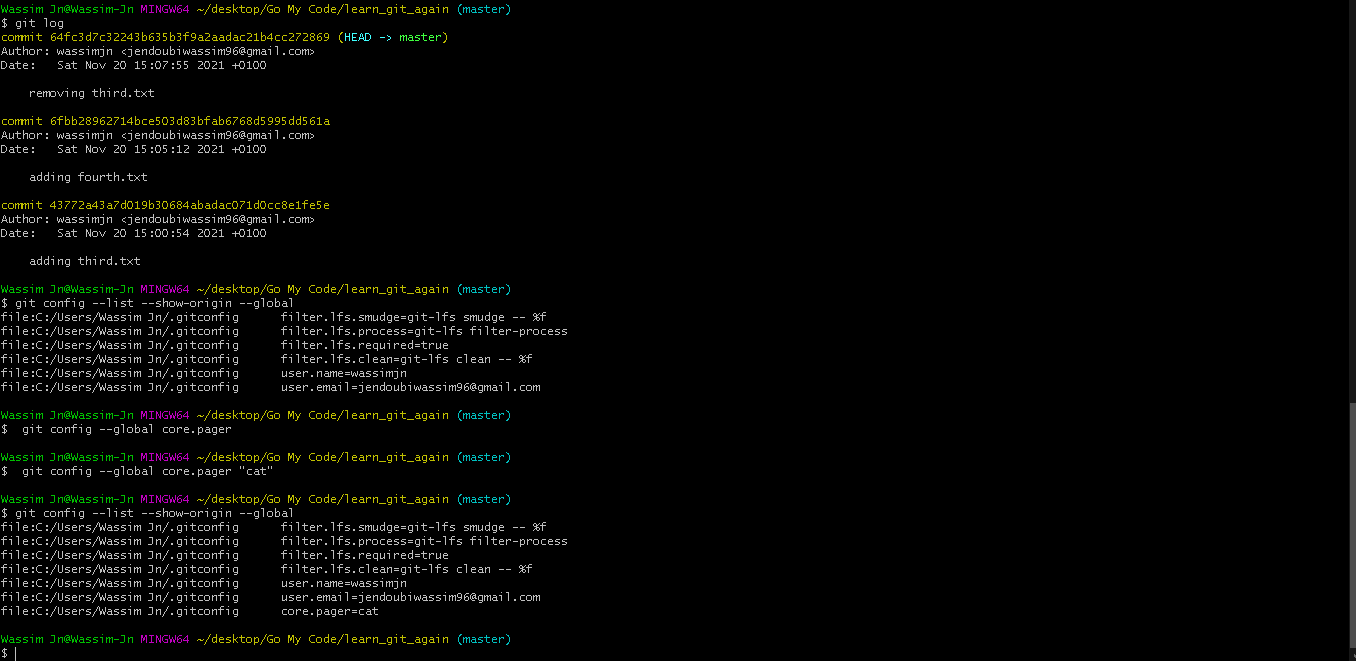 Wassim Jn@Wassim-Jn MINGW64 ~/desktop/Go My Code/learn_git_again (master)
$ git log
commit 64fc3d7c32243b635b3f9a2aadac21b4cc272869 (HEAD -> master)
Author: wassimjn <jendoubiwassim96@gmail.com>
Date:   Sat Nov 20 15:07:55 2021 +0100
    removing third.txt
commit 6fbb28962714bce503d83bfab6768d5995dd561a
Author: wassimjn <jendoubiwassim96@gmail.com>
Date:   Sat Nov 20 15:05:12 2021 +0100
    adding fourth.txt
commit 43772a43a7d019b30684abadac071d0cc8e1fe5e
Author: wassimjn <jendoubiwassim96@gmail.com>
Date:   Sat Nov 20 15:00:54 2021 +0100
    adding third.txt
Wassim Jn@Wassim-Jn MINGW64 ~/desktop/Go My Code/learn_git_again (master)
$ git config --list --show-origin --global
file:C:/Users/Wassim Jn/.gitconfig      filter.lfs.smudge=git-lfs smudge -- %f
file:C:/Users/Wassim Jn/.gitconfig      filter.lfs.process=git-lfs filter-process
file:C:/Users/Wassim Jn/.gitconfig      filter.lfs.required=true
file:C:/Users/Wassim Jn/.gitconfig      filter.lfs.clean=git-lfs clean -- %f
file:C:/Users/Wassim Jn/.gitconfig      user.name=wassimjn
file:C:/Users/Wassim Jn/.gitconfig      user.email=jendoubiwassim96@gmail.com
Wassim Jn@Wassim-Jn MINGW64 ~/desktop/Go My Code/learn_git_again (master)
$  git config --global core.pager
Wassim Jn@Wassim-Jn MINGW64 ~/desktop/Go My Code/learn_git_again (master)
$  git config --global core.pager "cat"
Wassim Jn@Wassim-Jn MINGW64 ~/desktop/Go My Code/learn_git_again (master)
$ git config --list --show-origin --global
file:C:/Users/Wassim Jn/.gitconfig      filter.lfs.smudge=git-lfs smudge -- %f
file:C:/Users/Wassim Jn/.gitconfig      filter.lfs.process=git-lfs filter-process
file:C:/Users/Wassim Jn/.gitconfig      filter.lfs.required=true
file:C:/Users/Wassim Jn/.gitconfig      filter.lfs.clean=git-lfs clean -- %f
file:C:/Users/Wassim Jn/.gitconfig      user.name=wassimjn
file:C:/Users/Wassim Jn/.gitconfig      user.email=jendoubiwassim96@gmail.com
file:C:/Users/Wassim Jn/.gitconfig      core.pager=cat
Wassim Jn@Wassim-Jn MINGW64 ~/desktop/Go My Code/learn_git_again (master)
$